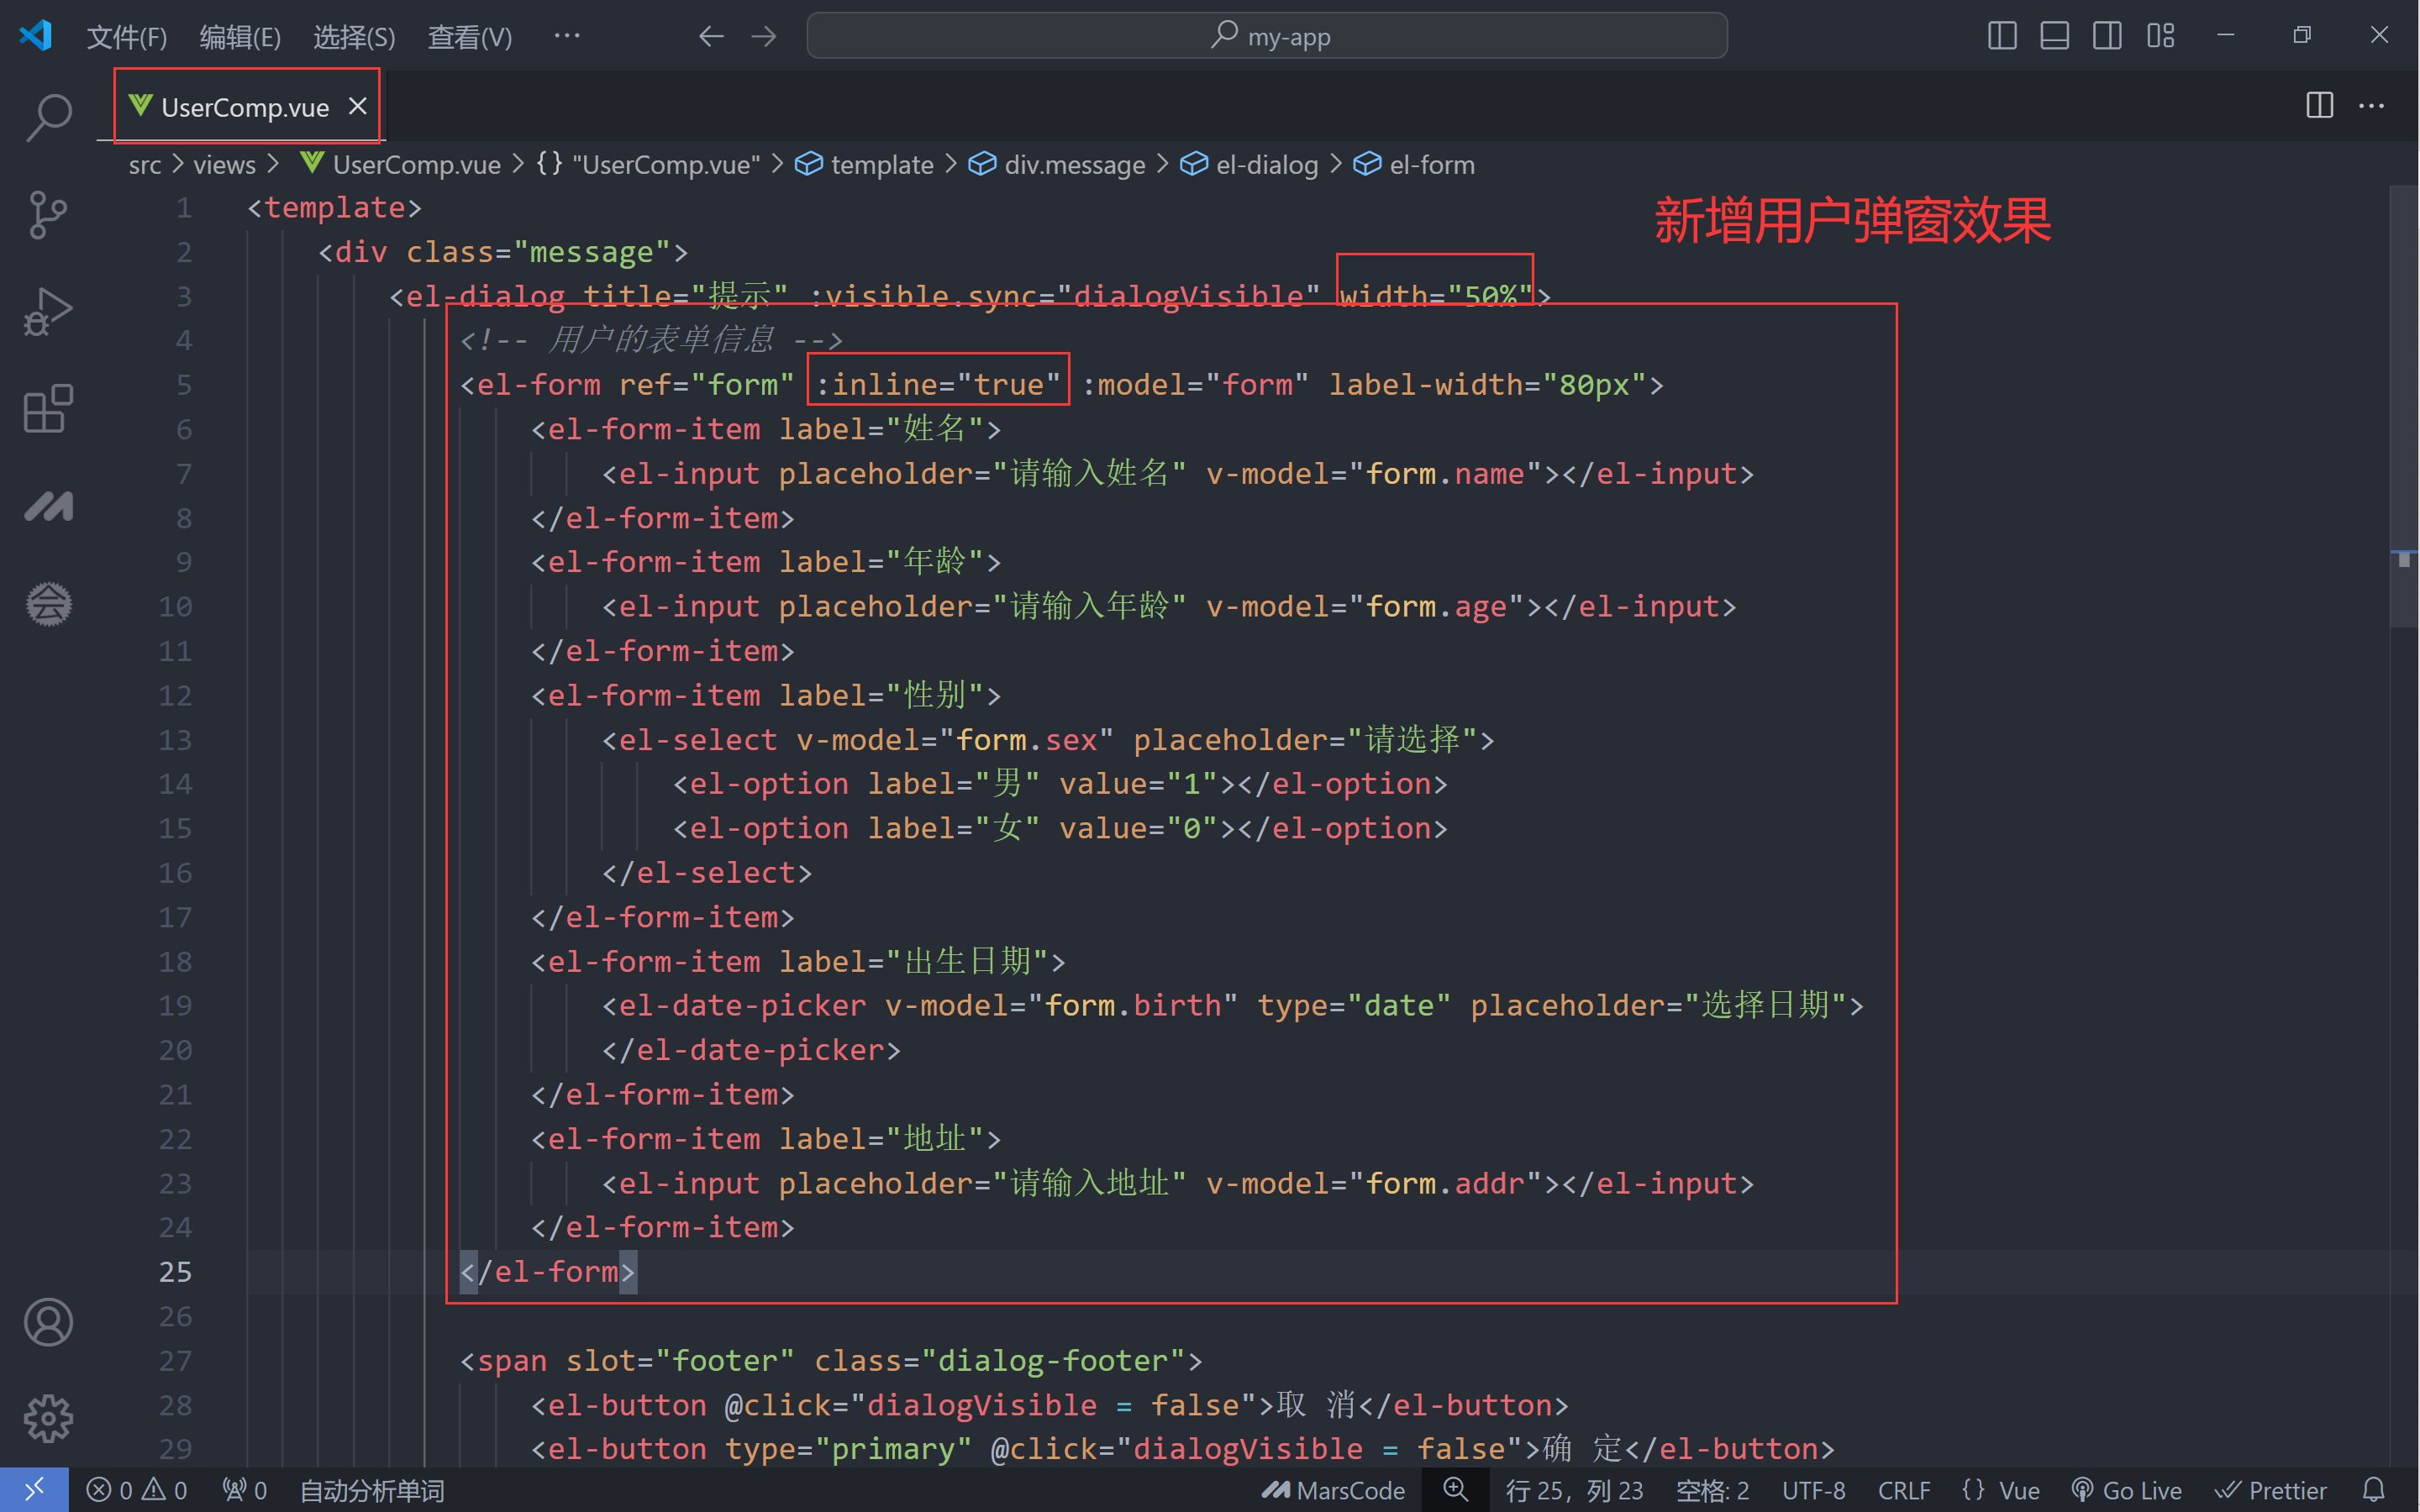 文件(F) 编辑(E) 选择(S) 查看(V) ··· my-app
UserComp.vue
src > views > UserComp.vue > {} "UserComp.vue" > template > div.message > el-dialog > el-form
新增用户弹窗效果
1 <template>
2 <div class="message">
3 <el-dialog title="提示" :visible.sync="dialogVisible" width="50%">
4 <!-- 用户的表单信息 -->
5 <el-form ref="form" :inline="true" :model="form" label-width="80px">
6 <el-form-item label="姓名">
7 <el-input placeholder="请输入姓名" v-model="form.name"></el-input>
8 </el-form-item>
9 <el-form-item label="年龄">
10 <el-input placeholder="请输入年龄" v-model="form.age"></el-input>
11 </el-form-item>
12 <el-form-item label="性别">
13 <el-select v-model="form.sex" placeholder="请选择">
14 <el-option label="男" value="1"></el-option>
15 <el-option label="女" value="0"></el-option>
16 </el-select>
17 </el-form-item>
18 <el-form-item label="出生日期">
19 <el-date-picker v-model="form.birth" type="date" placeholder="选择日期">
20 </el-date-picker>
21 </el-form-item>
22 <el-form-item label="地址">
23 <el-input placeholder="请输入地址" v-model="form.addr"></el-input>
24 </el-form-item>
25 </el-form>
26
27 <span slot="footer" class="dialog-footer">
28 <el-button @click="dialogVisible = false">取 消</el-button>
29 <el-button type="primary" @click="dialogVisible = false">确 定</el-button>
0 0 0 自动分析单词 MarsCode 行 25，列 23 空格: 2 UTF-8 CRLF {} Vue Go Live Prettier